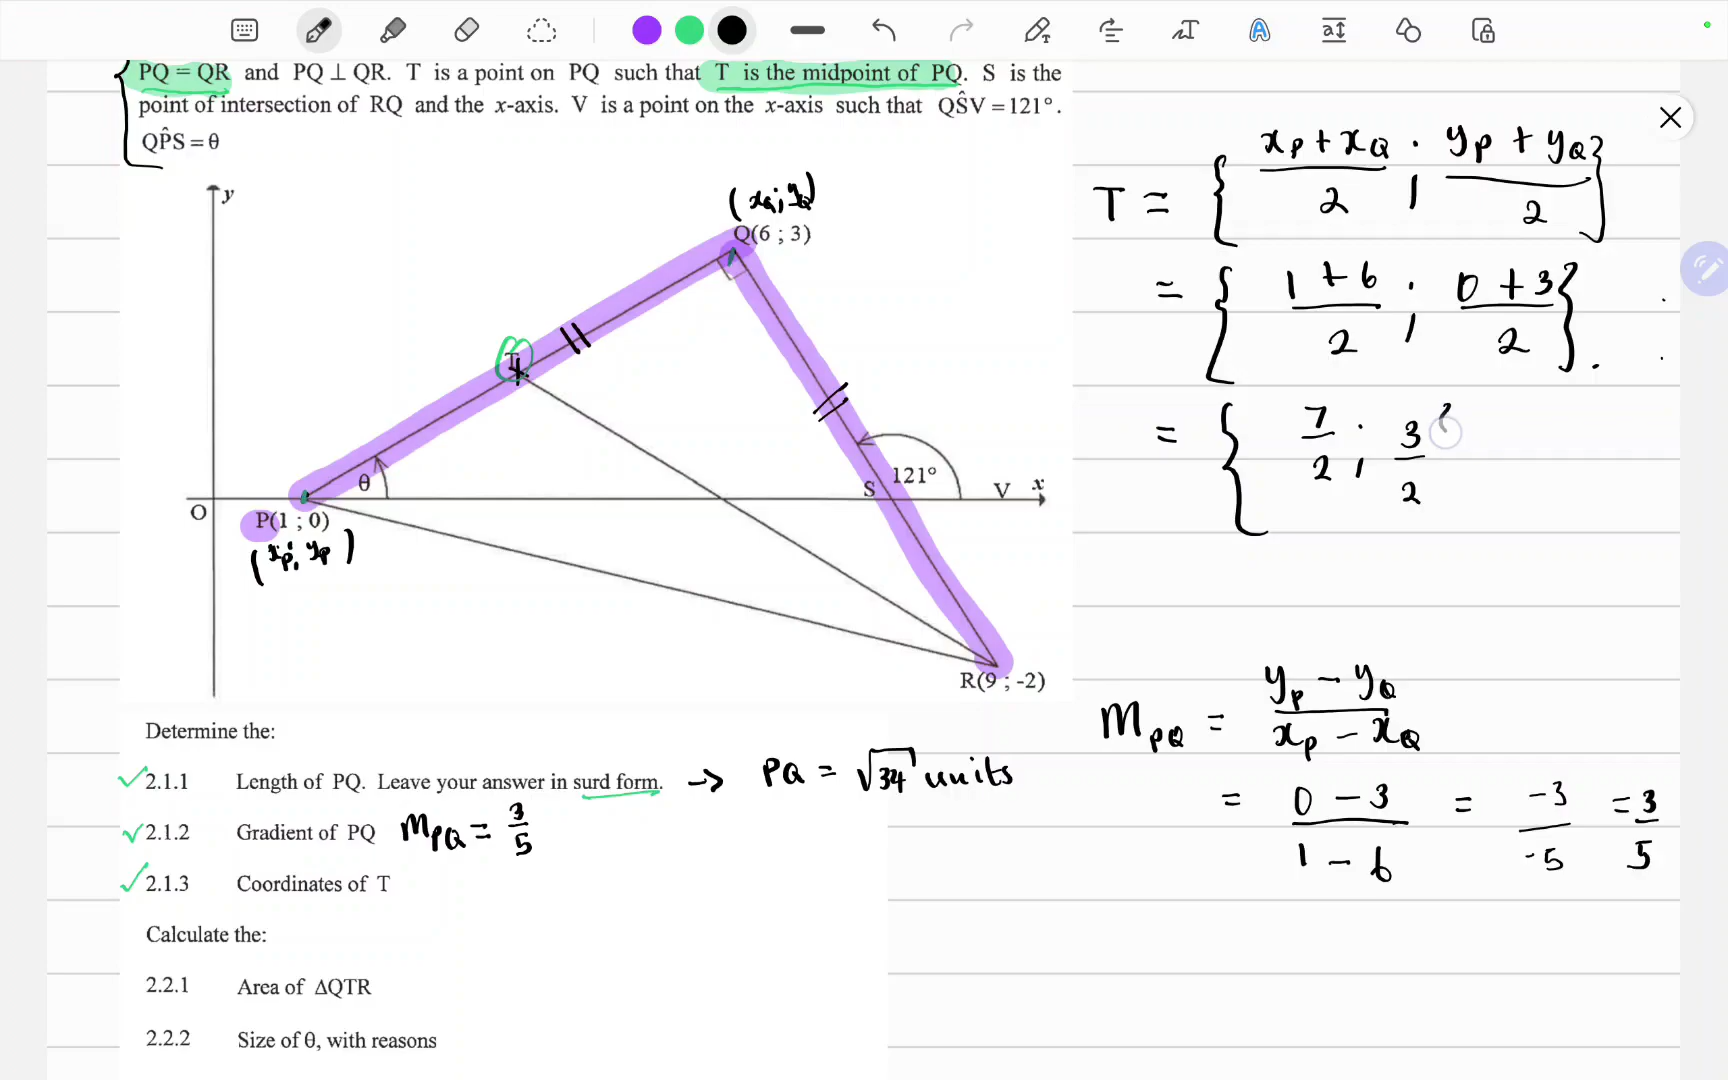 PQ = QR and PQ ⊥ QR. T is a point on PQ such that T is the midpoint of PQ. S is the
point of intersection of RQ and the x-axis. V is a point on the x-axis such that QŜV = 121°.
QP̂S = θ
y
(xQ ; yQ)
Q(6 ; 3)
T
θ
121°
S
V
x
O
P(1 ; 0)
(xP ; yP)
R(9 ; -2)
T = { (xP + xQ)/2 ; (yP + yQ)/2 }
= { (1 + 6)/2 ; (0 + 3)/2 }.
= { 7/2 ; 3/2
Determine the:
2.1.1 Length of PQ. Leave your answer in surd form. → PQ = √34 units
2.1.2 Gradient of PQ mPQ = 3/5
2.1.3 Coordinates of T
Calculate the:
2.2.1 Area of ΔQTR
2.2.2 Size of θ, with reasons
mPQ = (yP − yQ)/(xP − xQ)
= (0 − 3)/(1 − 6) = -3/-5 = 3/5